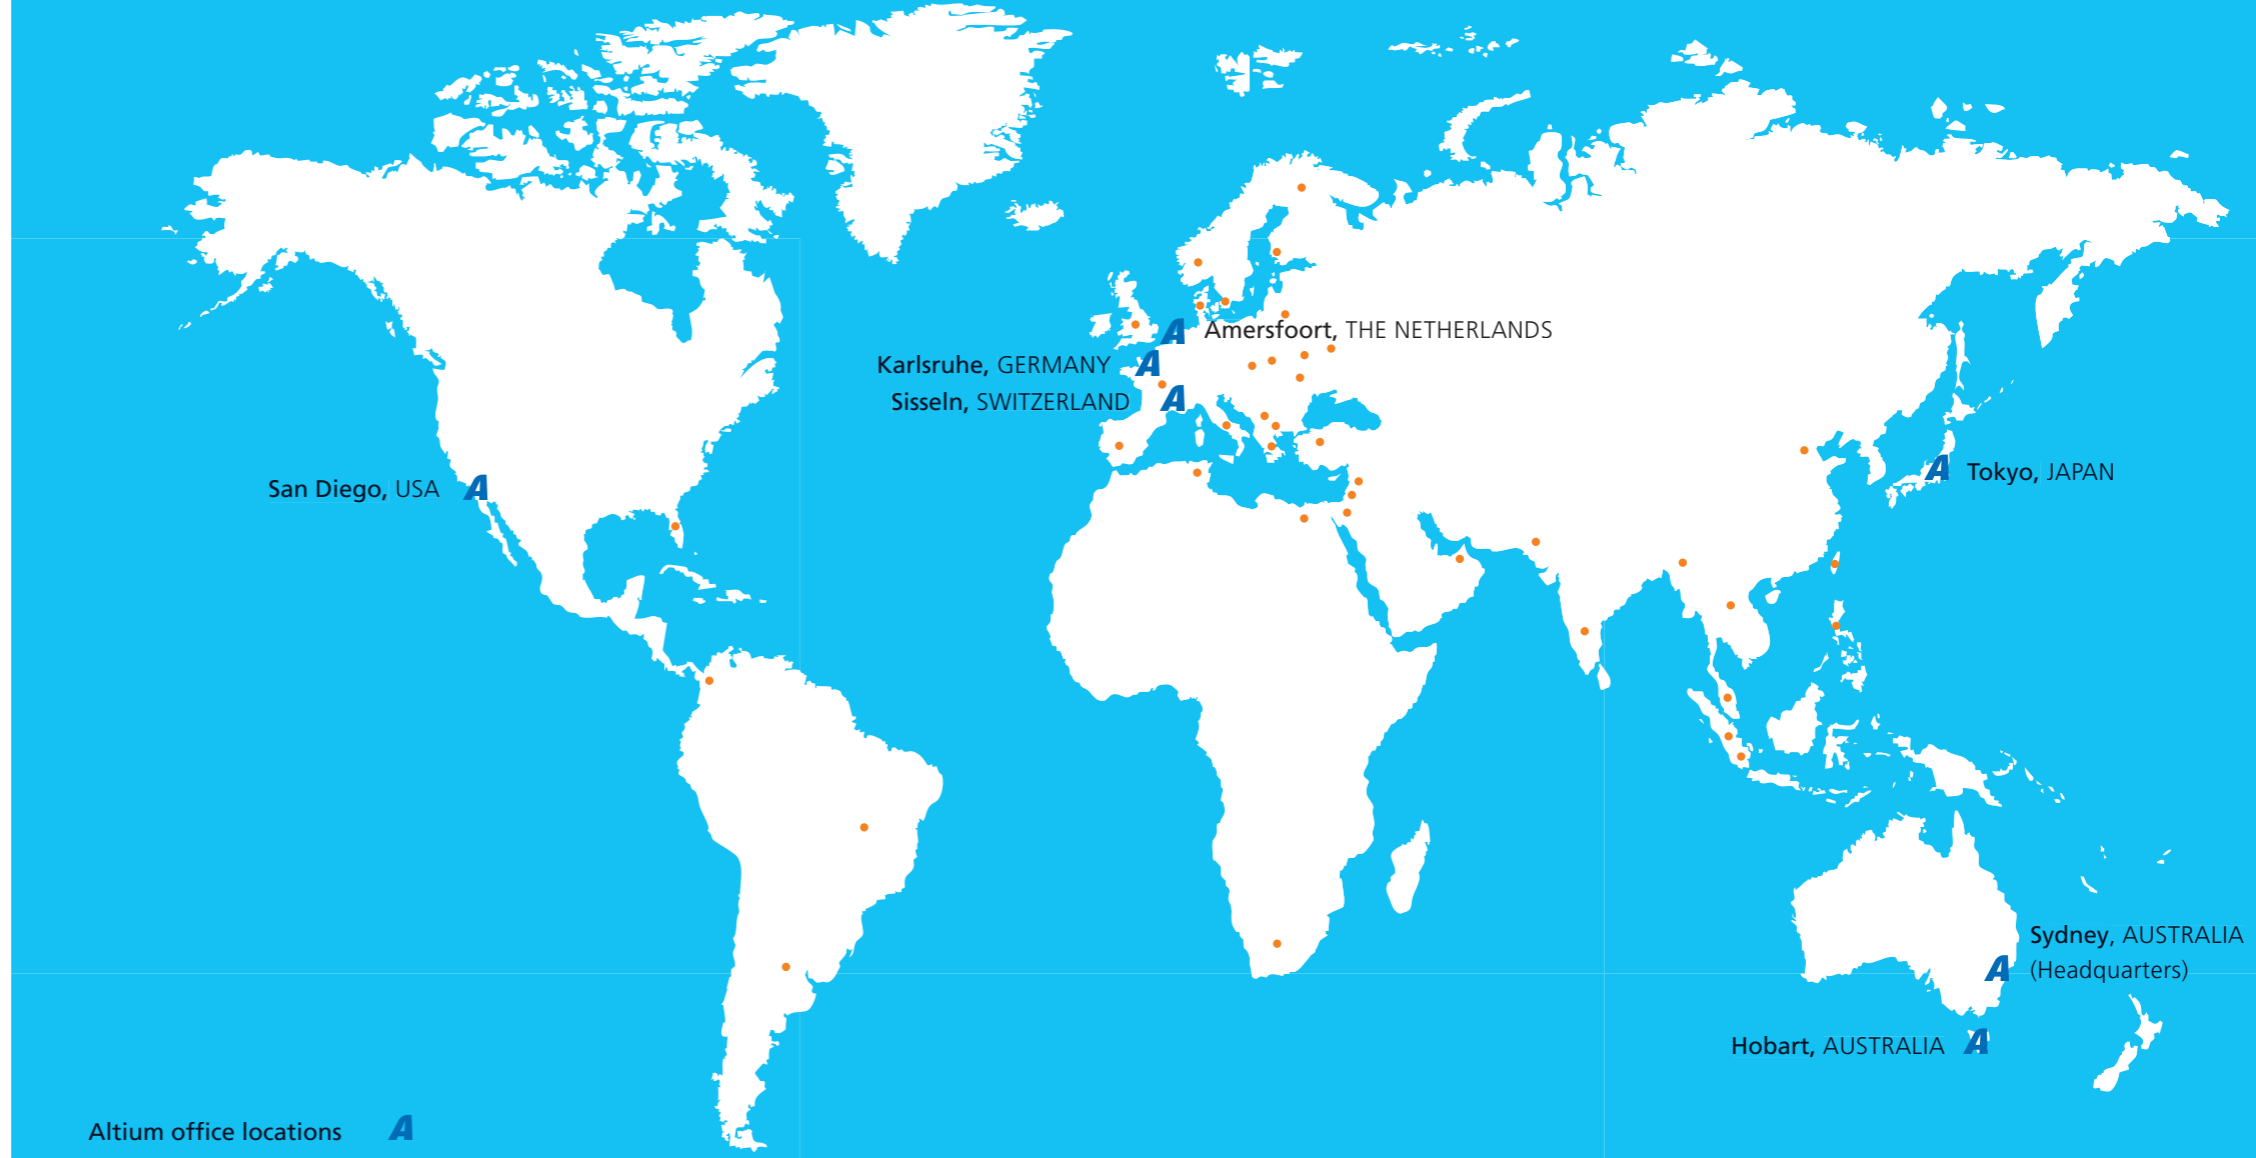 Amersfoort, THE NETHERLANDS
Karlsruhe, GERMANY
Sisseln, SWITZERLAND
San Diego, USA
Tokyo, JAPAN
Sydney, AUSTRALIA
(Headquarters)
Hobart, AUSTRALIA
Altium office locations